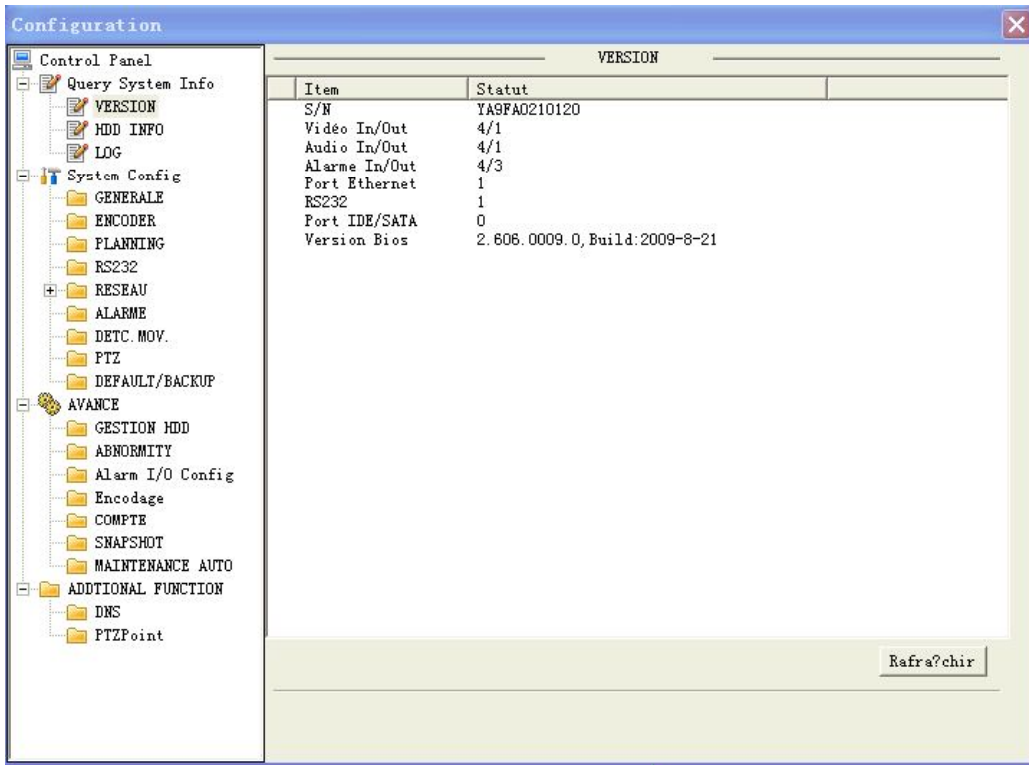 Configuration
Control Panel
Query System Info
VERSION
HDD INFO
LOG
System Config
GENERALE
ENCODER
PLANNING
RS232
RESEAU
ALARME
DETC. MOV.
PTZ
DEFAULT/BACKUP
AVANCE
GESTION HDD
ABNORMITY
Alarm I/O Config
Encodage
COMPTE
SNAPSHOT
MAINTENANCE AUTO
ADDTIONAL FUNCTION
DNS
PTZPoint
VERSION
Item Statut
S/N YA9FA0210120
Vidéo In/Out 4/1
Audio In/Out 4/1
Alarme In/Out 4/3
Port Ethernet 1
RS232 1
Port IDE/SATA 0
Version Bios 2.606.0009.0,Build:2009-8-21
Rafra?chir